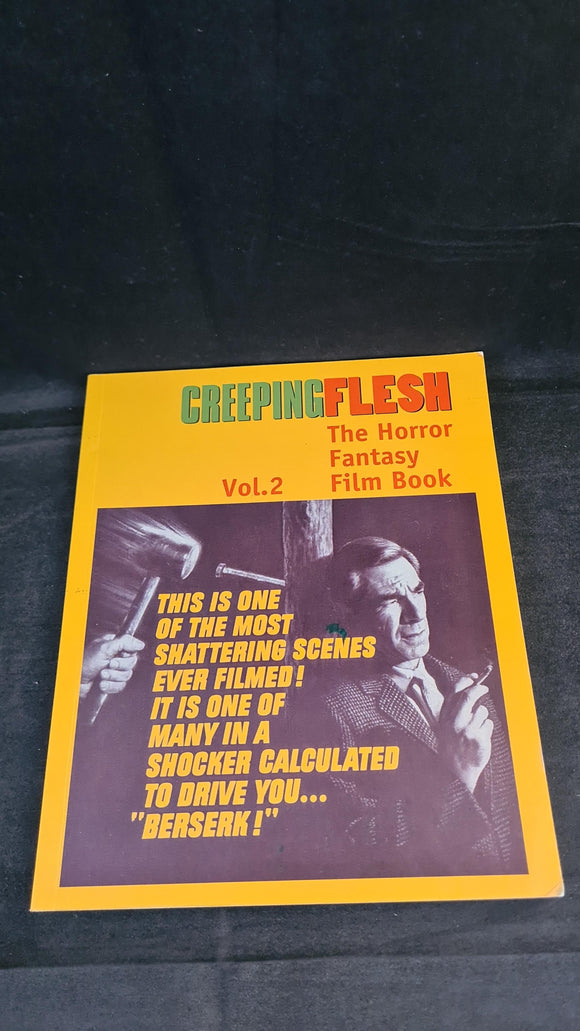 CREEPINGFLESH
The Horror
Fantasy
Vol.2 Film Book
THIS IS ONE
OF THE MOST
SHATTERING SCENES
EVER FILMED!
IT IS ONE OF
MANY IN A
SHOCKER CALCULATED
TO DRIVE YOU...
"BERSERK!"